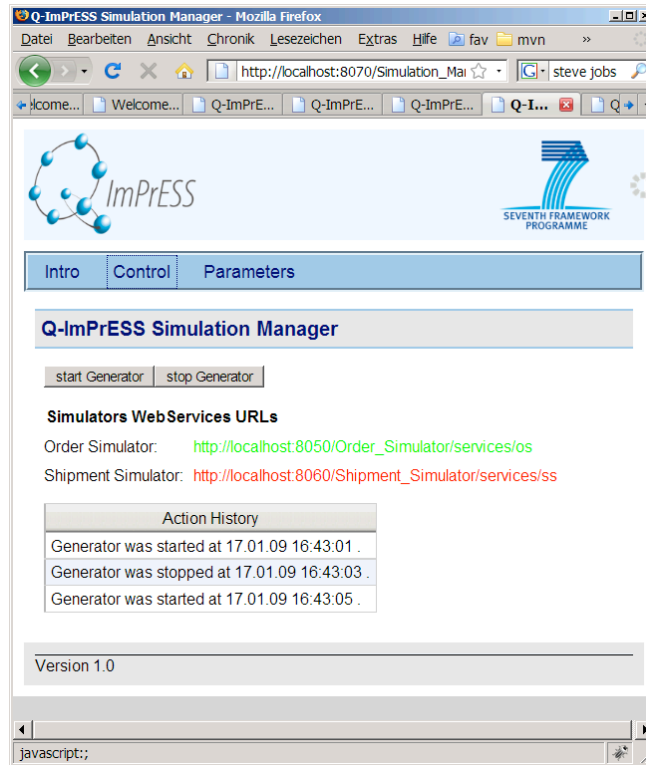 Q-ImPrESS Simulation Manager - Mozilla Firefox
Datei Bearbeiten Ansicht Chronik Lesezeichen Extras Hilfe fav mvn »
http://localhost:8070/Simulation_Mai G steve jobs
elcome... Welcome... Q-ImPrE... Q-ImPrE... Q-ImPrE... Q-I... Q
ImPrESS
7
SEVENTH FRAMEWORK
PROGRAMME
Intro Control Parameters
Q-ImPrESS Simulation Manager
start Generator stop Generator
Simulators WebServices URLs
Order Simulator: http://localhost:8050/Order_Simulator/services/os
Shipment Simulator: http://localhost:8060/Shipment_Simulator/services/ss
Action History
Generator was started at 17.01.09 16:43:01 .
Generator was stopped at 17.01.09 16:43:03 .
Generator was started at 17.01.09 16:43:05 .
Version 1.0
javascript:;